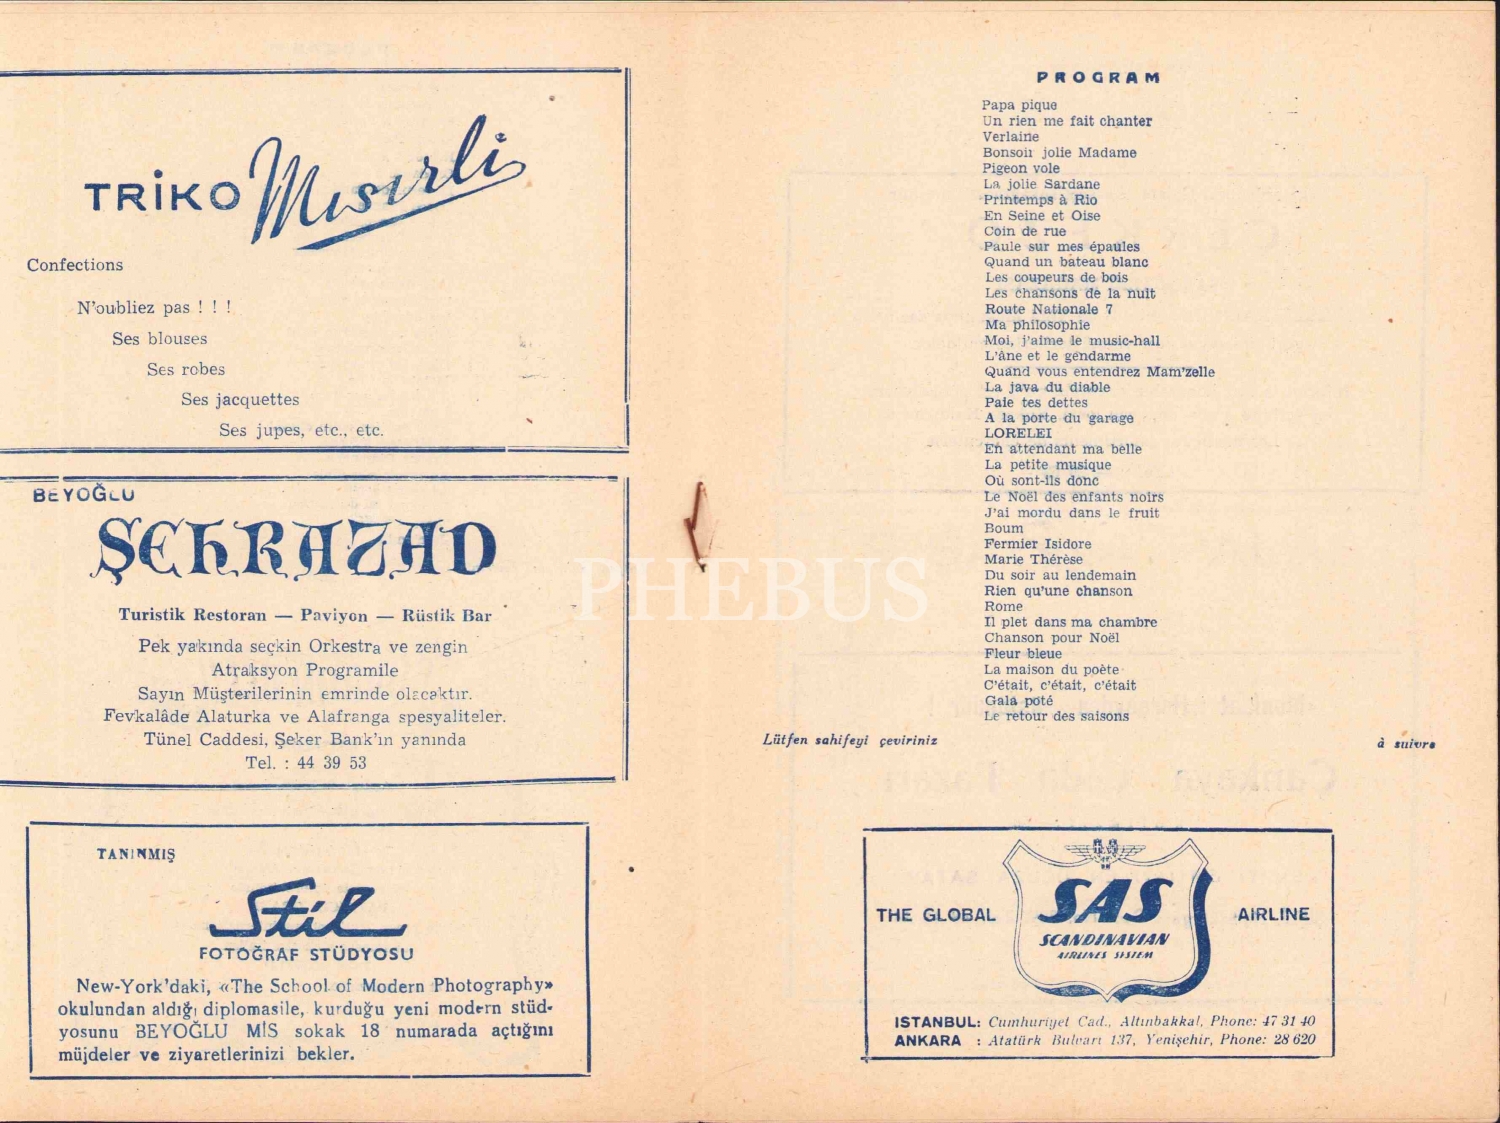 TRİKO Mısırlı
Confections
N'oubliez pas ! ! !
Ses blouses
Ses robes
Ses jacquettes
Ses jupes, etc., etc.
BEYOĞLU
ŞEHRAZAD
Turistik Restoran — Paviyon — Rüstik Bar
Pek yakında seçkin Orkestra ve zengin
Atraksyon Programile
Sayın Müşterilerinin emrinde olacaktır.
Fevkalâde Alaturka ve Alafranga spesyaliteler.
Tünel Caddesi, Şeker Bank'ın yanında
Tel. : 44 39 53
TANINMIŞ
Stil
FOTOĞRAF STÜDYOSU
New-York'daki, «The School of Modern Photography»
okulundan aldığı diplomasile, kurduğu yeni modern stüd-
yosunu BEYOĞLU MİS sokak 18 numarada açtığını
müjdeler ve ziyaretlerinizi bekler.
PROGRAM
Papa pique
Un rien me fait chanter
Verlaine
Bonsoir jolie Madame
Pigeon vole
La jolie Sardane
Printemps à Rio
En Seine et Oise
Coin de rue
Paule sur mes épaules
Quand un bateau blanc
Les coupeurs de bois
Les chansons de la nuit
Route Nationale 7
Ma philosophie
Moi, j'aime le music-hall
L'âne et le gendarme
Quand vous entendrez Mam'zelle
La java du diable
Paie tes dettes
A la porte du garage
LORELEI
En attendant ma belle
La petite musique
Où sont-ils donc
Le Noël des enfants noirs
J'ai mordu dans le fruit
Boum
Fermier Isidore
Marie Thérèse
Du soir au lendemain
Rien qu'une chanson
Rome
Il plet dans ma chambre
Chanson pour Noël
Fleur bleue
La maison du poète
C'était, c'était, c'était
Gala poté
Le retour des saisons
Lütfen sahifeyi çeviriniz
à suivre
THE GLOBAL SAS AIRLINE
SCANDINAVIAN
AIRLINES SYSTEM
ISTANBUL: Cumhuriyet Cad., Altınbakkal, Phone: 47 31 40
ANKARA : Atatürk Bulvarı 137, Yenişehir, Phone: 28 620
PHEBUS